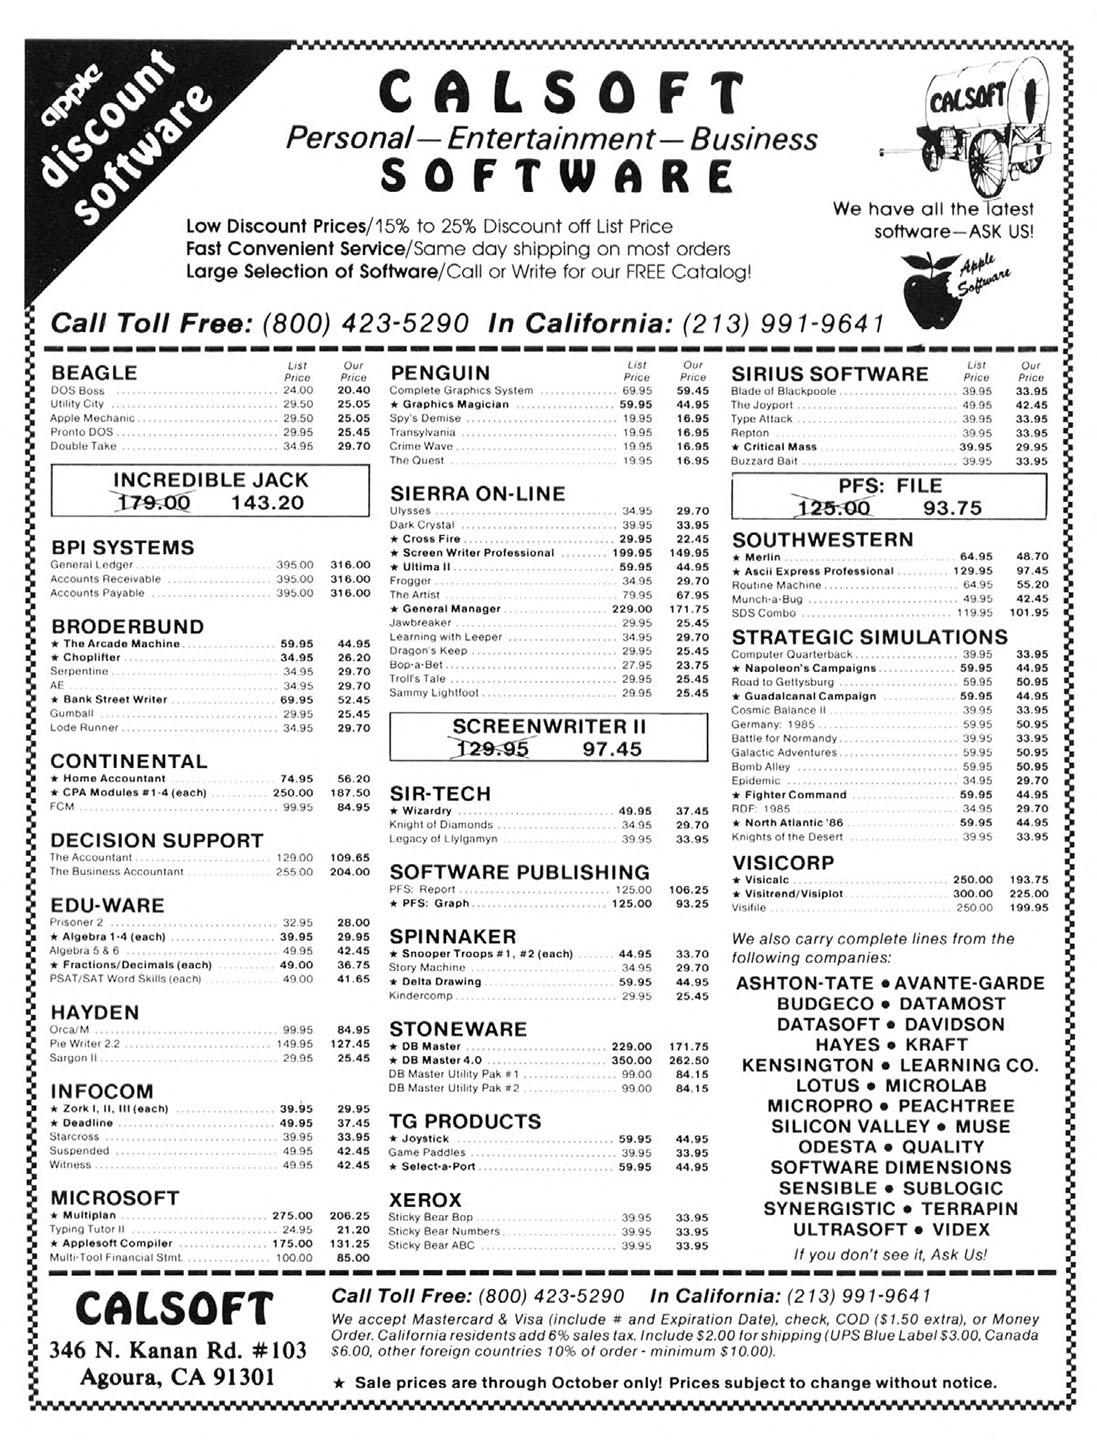 apple
discount
software
CALSOFT
Personal—Entertainment—Business
SOFTWARE
CALSOFT
We have all the latest
software—ASK US!
Apple
Software
Low Discount Prices/15% to 25% Discount off List Price
Fast Convenient Service/Same day shipping on most orders
Large Selection of Software/Call or Write for our FREE Catalog!
Call Toll Free: (800) 423-5290 In California: (213) 991-9641
BEAGLE List Price Our Price
DOS Boss 24.00 20.40
Utility City 29.50 25.05
Apple Mechanic 29.50 25.05
Pronto DOS 29.95 25.45
Double Take 34.95 29.70
INCREDIBLE JACK
179.00 143.20
BPI SYSTEMS
General Ledger 395.00 316.00
Accounts Receivable 395.00 316.00
Accounts Payable 395.00 316.00
BRODERBUND
★ The Arcade Machine 59.95 44.95
★ Choplifter 34.95 26.20
Serpentine 34.95 29.70
AE 34.95 29.70
★ Bank Street Writer 69.95 52.45
Gumball 29.95 25.45
Lode Runner 34.95 29.70
CONTINENTAL
★ Home Accountant 74.95 56.20
★ CPA Modules #1-4 (each) 250.00 187.50
FCM 99.95 84.95
DECISION SUPPORT
The Accountant 129.00 109.65
The Business Accountant 255.00 204.00
EDU-WARE
Prisoner 2 32.95 28.00
★ Algebra 1-4 (each) 39.95 29.95
Algebra 5 & 6 49.95 42.45
★ Fractions/Decimals (each) 49.00 36.75
PSAT/SAT Word Skills (each) 49.00 41.65
HAYDEN
Orca/M 99.95 84.95
Pie Writer 2.2 149.95 127.45
Sargon II 29.95 25.45
INFOCOM
★ Zork I, II, III (each) 39.95 29.95
★ Deadline 49.95 37.45
Starcross 39.95 33.95
Suspended 49.95 42.45
Witness 49.95 42.45
MICROSOFT
★ Multiplan 275.00 206.25
Typing Tutor II 24.95 21.20
★ Applesoft Compiler 175.00 131.25
Multi-Tool Financial Stmt. 100.00 85.00
PENGUIN List Price Our Price
Complete Graphics System 69.95 59.45
★ Graphics Magician 59.95 44.95
Spy's Demise 19.95 16.95
Transylvania 19.95 16.95
Crime Wave 19.95 16.95
The Quest 19.95 16.95
SIERRA ON-LINE
Ulysses 34.95 29.70
Dark Crystal 39.95 33.95
★ Cross Fire 29.95 22.45
★ Screen Writer Professional 199.95 149.95
★ Ultima II 59.95 44.95
Frogger 34.95 29.70
The Artist 79.95 67.95
★ General Manager 229.00 171.75
Jawbreaker 29.95 25.45
Learning with Leeper 34.95 29.70
Dragon's Keep 29.95 25.45
Bop-a-Bet 27.95 23.75
Troll's Tale 29.95 25.45
Sammy Lightfoot 29.95 25.45
SCREENWRITER II
129.95 97.45
SIR-TECH
★ Wizardry 49.95 37.45
Knight of Diamonds 34.95 29.70
Legacy of Llylgamyn 39.95 33.95
SOFTWARE PUBLISHING
PFS: Report 125.00 106.25
★ PFS: Graph 125.00 93.25
SPINNAKER
★ Snooper Troops #1, #2 (each) 44.95 33.70
Story Machine 34.95 29.70
★ Delta Drawing 59.95 44.95
Kindercomp 29.95 25.45
STONEWARE
★ DB Master 229.00 171.75
★ DB Master 4.0 350.00 262.50
DB Master Utility Pak #1 99.00 84.15
DB Master Utility Pak #2 99.00 84.15
TG PRODUCTS
★ Joystick 59.95 44.95
Game Paddles 39.95 33.95
★ Select-a-Port 59.95 44.95
XEROX
Sticky Bear Bop 39.95 33.95
Sticky Bear Numbers 39.95 33.95
Sticky Bear ABC 39.95 33.95
SIRIUS SOFTWARE List Price Our Price
Blade of Blackpoole 39.95 33.95
The Joyport 49.95 42.45
Type Attack 39.95 33.95
Repton 39.95 33.95
★ Critical Mass 39.95 29.95
Buzzard Bait 39.95 33.95
PFS: FILE
125.00 93.75
SOUTHWESTERN
★ Merlin 64.95 48.70
★ Ascii Express Professional 129.95 97.45
Routine Machine 64.95 55.20
Munch-a-Bug 49.95 42.45
SDS Combo 119.95 101.95
STRATEGIC SIMULATIONS
Computer Quarterback 39.95 33.95
★ Napoleon's Campaigns 59.95 44.95
Road to Gettysburg 59.95 50.95
★ Guadalcanal Campaign 59.95 44.95
Cosmic Balance II 39.95 33.95
Germany: 1985 59.95 50.95
Battle for Normandy 39.95 33.95
Galactic Adventures 59.95 50.95
Bomb Alley 59.95 50.95
Epidemic 34.95 29.70
★ Fighter Command 59.95 44.95
RDF: 1985 34.95 29.70
★ North Atlantic '86 59.95 44.95
Knights of the Desert 39.95 33.95
VISICORP
★ Visicalc 250.00 193.75
★ Visitrend/Visiplot 300.00 225.00
Visifile 250.00 199.95
We also carry complete lines from the
following companies:
ASHTON-TATE • AVANTE-GARDE
BUDGECO • DATAMOST
DATASOFT • DAVIDSON
HAYES • KRAFT
KENSINGTON • LEARNING CO.
LOTUS • MICROLAB
MICROPRO • PEACHTREE
SILICON VALLEY • MUSE
ODESTA • QUALITY
SOFTWARE DIMENSIONS
SENSIBLE • SUBLOGIC
SYNERGISTIC • TERRAPIN
ULTRASOFT • VIDEX
If you don't see it, Ask Us!
CALSOFT
346 N. Kanan Rd. #103
Agoura, CA 91301
Call Toll Free: (800) 423-5290 In California: (213) 991-9641
We accept Mastercard & Visa (include # and Expiration Date), check, COD ($1.50 extra), or Money
Order. California residents add 6% sales tax. Include $2.00 for shipping (UPS Blue Label $3.00, Canada
$6.00, other foreign countries 10% of order - minimum $10.00).
★ Sale prices are through October only! Prices subject to change without notice.